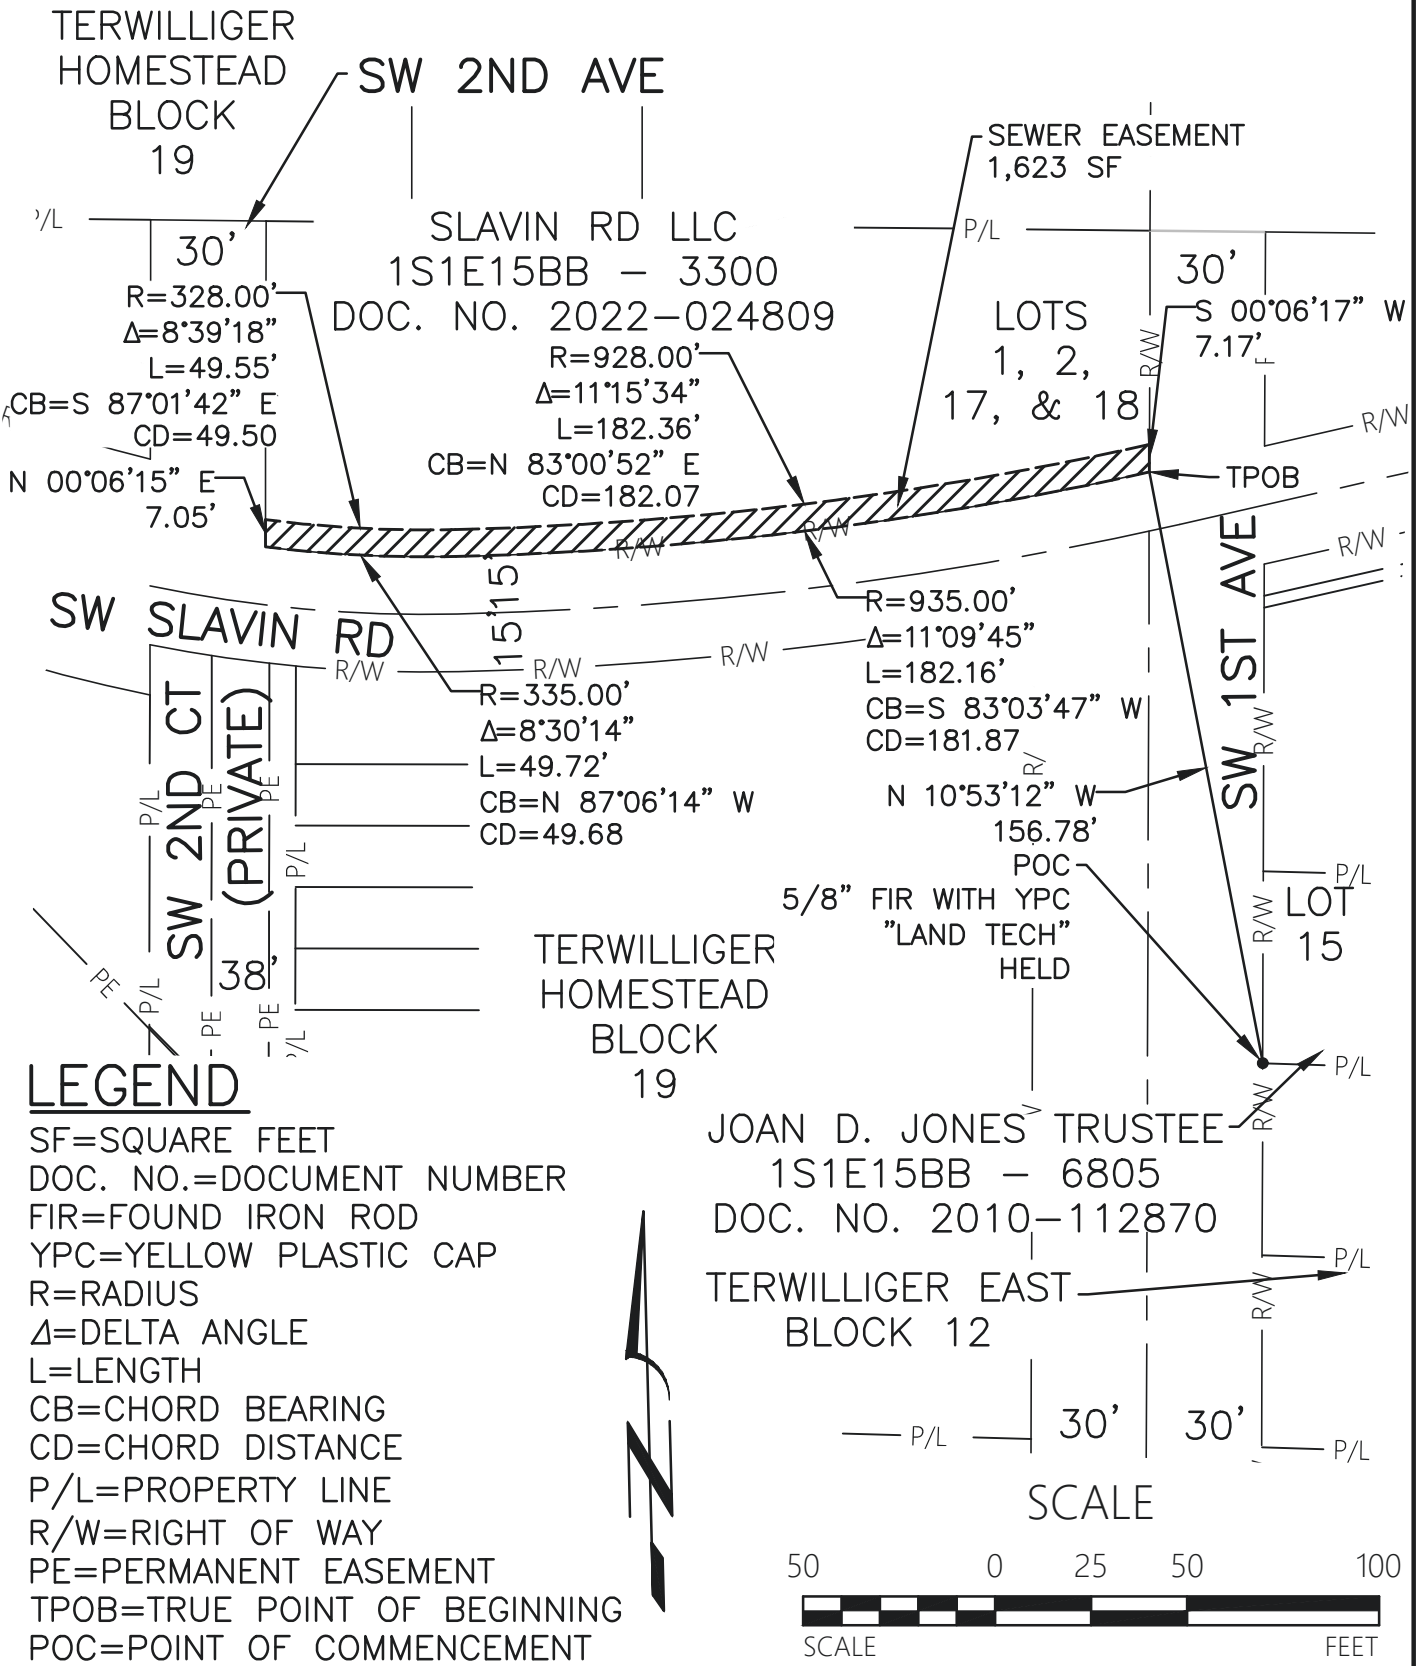 TERWILLIGER
HOMESTEAD
BLOCK
19
SW 2ND AVE
SEWER EASEMENT
1,623 SF
P/L
30'
SLAVIN RD LLC
1S1E15BB - 3300
DOC. NO. 2022-024809
P/L
30'
LOTS
1, 2,
17, & 18
R/W
S 00°06'17" W
7.17'
R=328.00'
Δ=8°39'18"
L=49.55'
CB=S 87°01'42" E
CD=49.50
N 00°06'15" E
7.05'
R=928.00'
Δ=11°15'34"
L=182.36'
CB=N 83°00'52" E
CD=182.07
R/W
TPOB
R/W
R/W
R/W
SW 1ST AVE
15'
15'
SW SLAVIN RD
R/W
R/W
R/W
R=935.00'
Δ=11°09'45"
L=182.16'
CB=S 83°03'47" W
CD=181.87
R/
R/W
R=335.00'
Δ=8°30'14"
L=49.72'
CB=N 87°06'14" W
CD=49.68
SW 2ND CT
(PRIVATE)
P/L
PE
PE
P/L
38'
PE
P/L
PE
PE
P/L
N 10°53'12" W
156.78'
POC
5/8" FIR WITH YPC
"LAND TECH"
HELD
P/L
R/W
LOT
15
TERWILLIGER
HOMESTEAD
BLOCK
19
P/L
R/W
JOAN D. JONES TRUSTEE
1S1E15BB - 6805
DOC. NO. 2010-112870
P/L
R/W
TERWILLIGER EAST
BLOCK 12
30'
30'
P/L
P/L
LEGEND
SF=SQUARE FEET
DOC. NO.=DOCUMENT NUMBER
FIR=FOUND IRON ROD
YPC=YELLOW PLASTIC CAP
R=RADIUS
Δ=DELTA ANGLE
L=LENGTH
CB=CHORD BEARING
CD=CHORD DISTANCE
P/L=PROPERTY LINE
R/W=RIGHT OF WAY
PE=PERMANENT EASEMENT
TPOB=TRUE POINT OF BEGINNING
POC=POINT OF COMMENCEMENT
N
SCALE
50 0 25 50 100
SCALE FEET